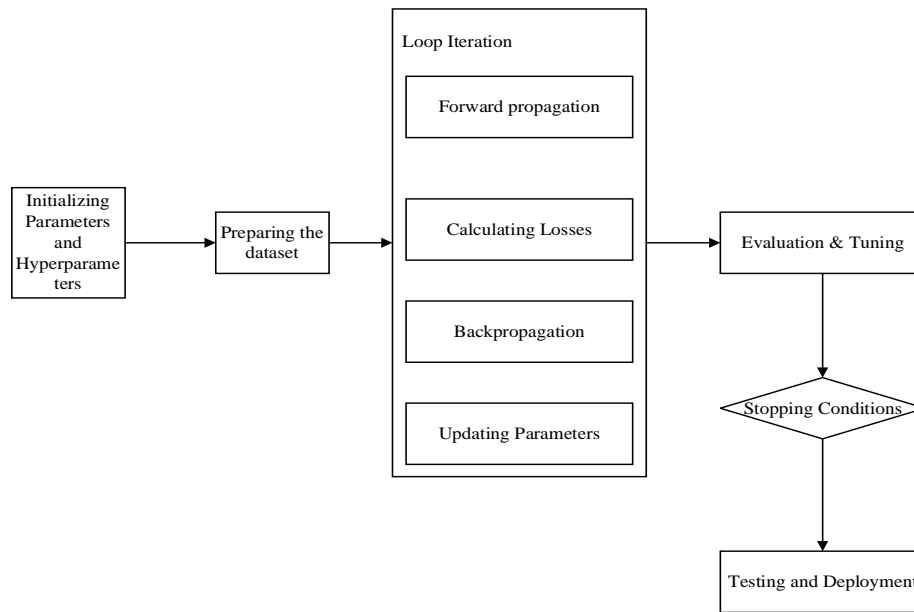 Loop Iteration
Forward propagation
Initializing
Parameters
and
Hyperparame
ters
Preparing the
dataset
Calculating Losses
Backpropagation
Updating Parameters
Evaluation & Tuning
Stopping Conditions
Testing and Deployment